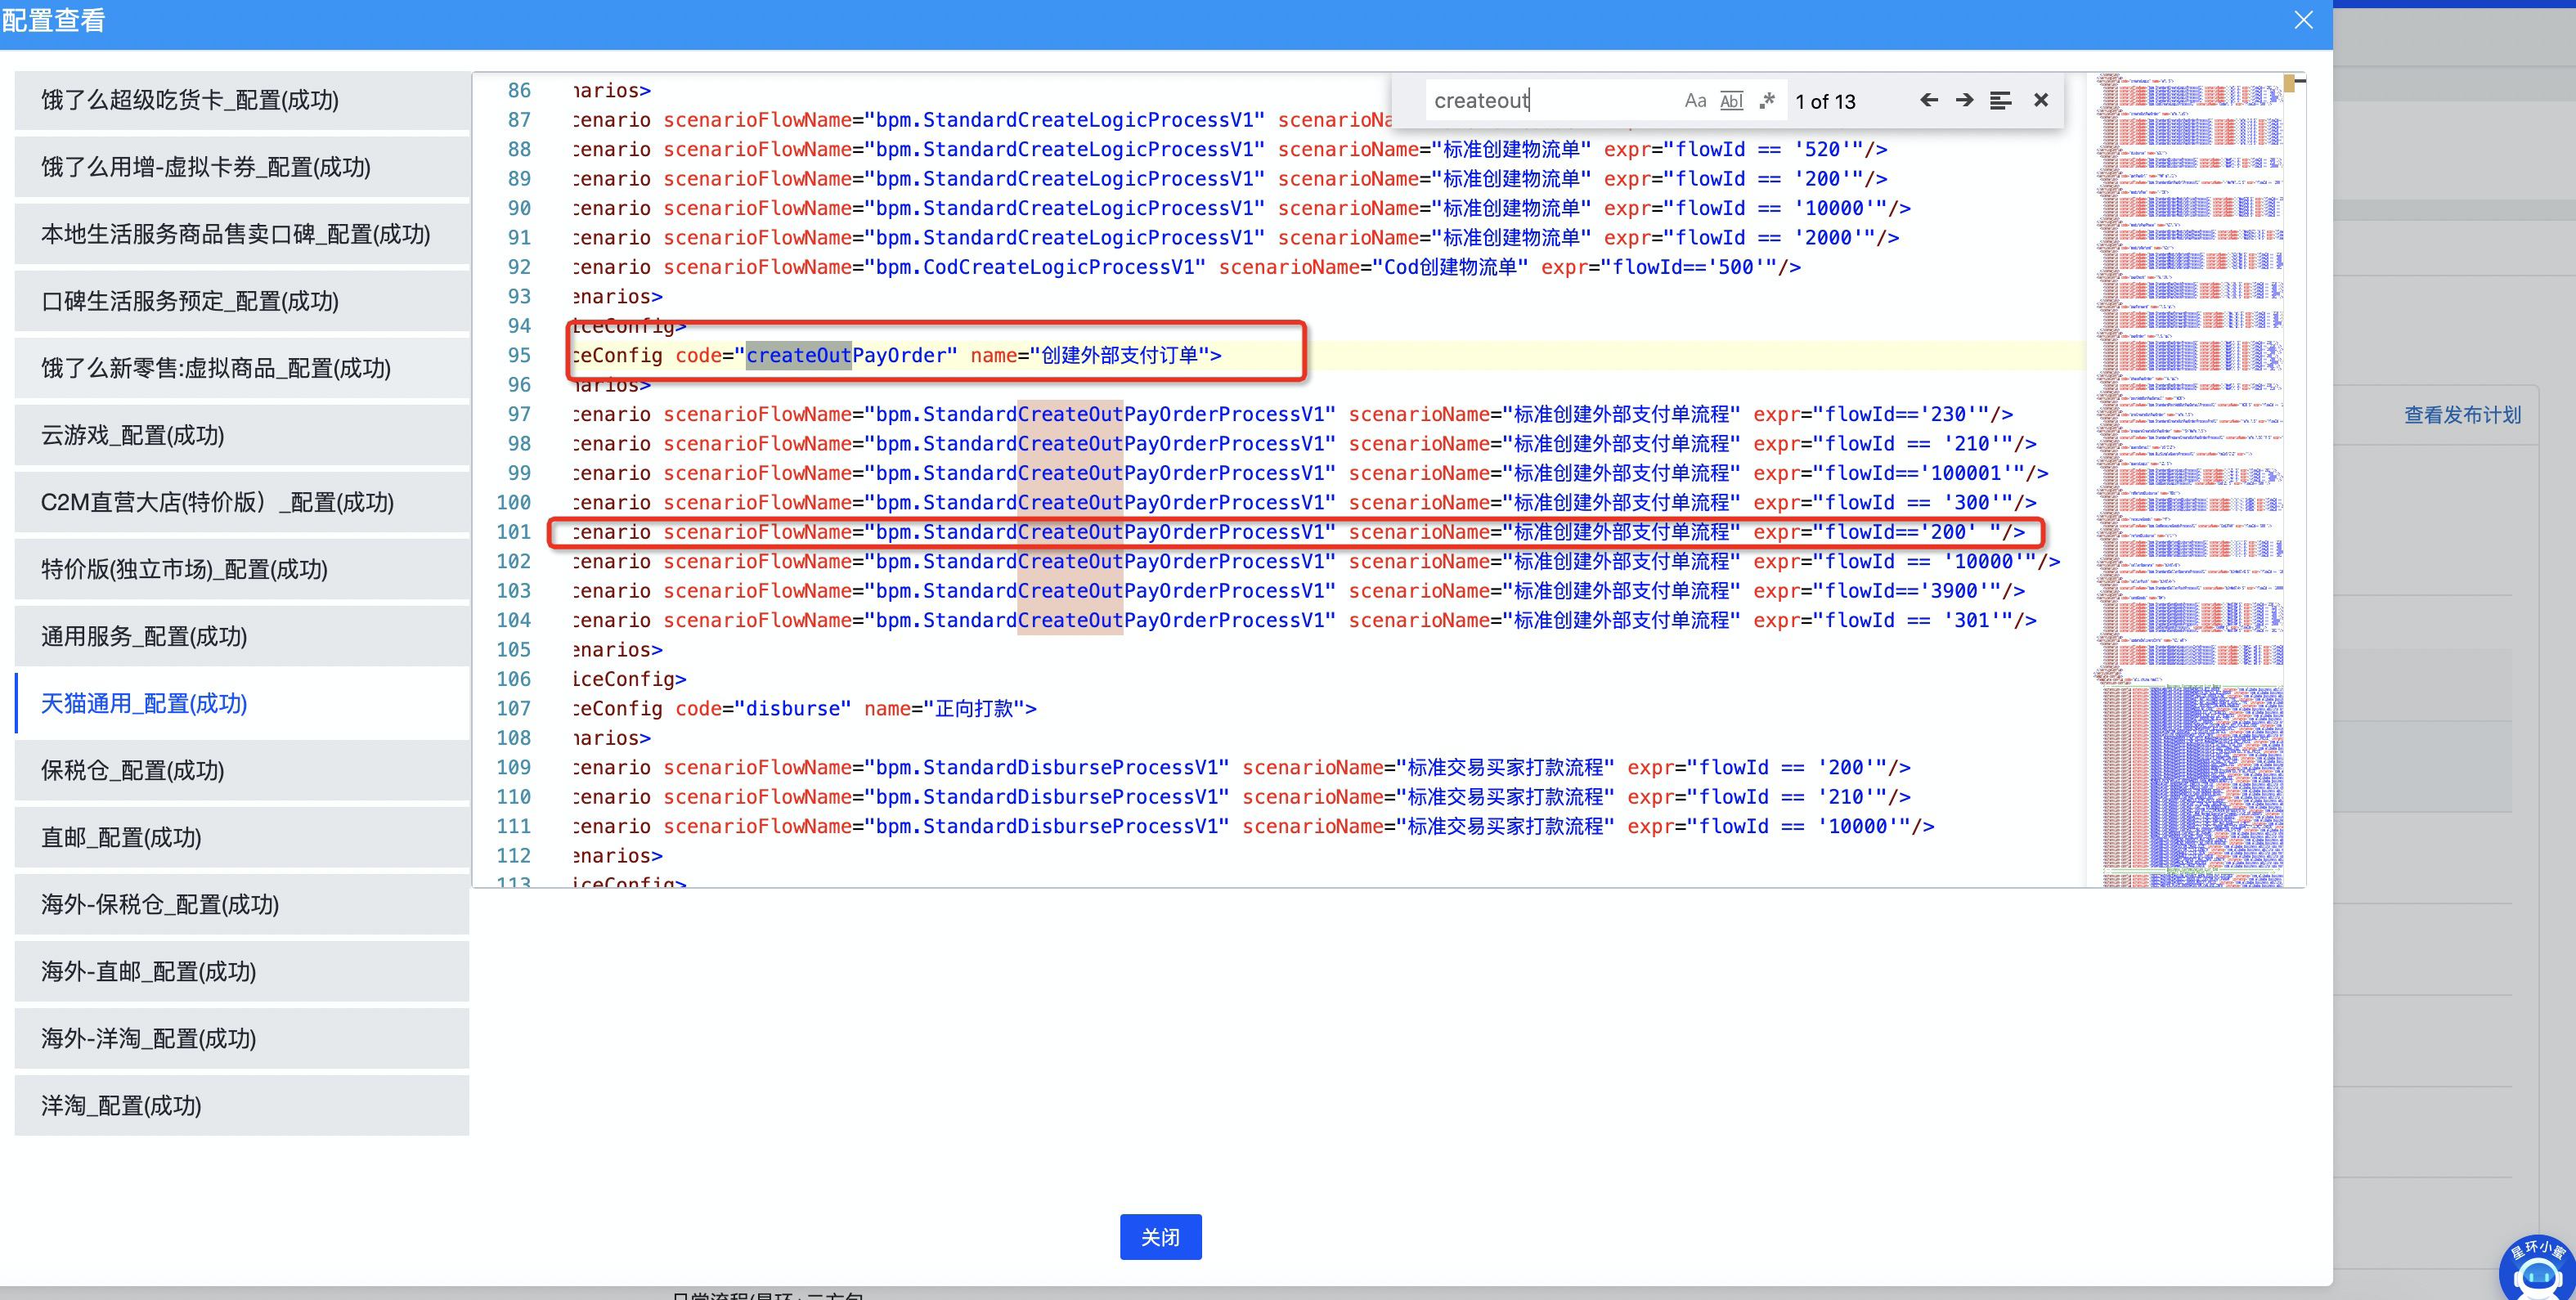 配置查看
饿了么超级吃货卡_配置(成功)
饿了么用增-虚拟卡券_配置(成功)
本地生活服务商品售卖口碑_配置(成功)
口碑生活服务预定_配置(成功)
饿了么新零售:虚拟商品_配置(成功)
云游戏_配置(成功)
C2M直营大店(特价版）_配置(成功)
特价版(独立市场)_配置(成功)
通用服务_配置(成功)
天猫通用_配置(成功)
保税仓_配置(成功)
直邮_配置(成功)
海外-保税仓_配置(成功)
海外-直邮_配置(成功)
海外-洋淘_配置(成功)
洋淘_配置(成功)
createout Aa Abl .* 1 of 13
86 narios>
87 cenario scenarioFlowName="bpm.StandardCreateLogicProcessV1" scenarioNa
88 cenario scenarioFlowName="bpm.StandardCreateLogicProcessV1" scenarioName="标准创建物流单" expr="flowId == '520'"/>
89 cenario scenarioFlowName="bpm.StandardCreateLogicProcessV1" scenarioName="标准创建物流单" expr="flowId == '200'"/>
90 cenario scenarioFlowName="bpm.StandardCreateLogicProcessV1" scenarioName="标准创建物流单" expr="flowId == '10000'"/>
91 cenario scenarioFlowName="bpm.StandardCreateLogicProcessV1" scenarioName="标准创建物流单" expr="flowId == '2000'"/>
92 cenario scenarioFlowName="bpm.CodCreateLogicProcessV1" scenarioName="Cod创建物流单" expr="flowId=='500'"/>
93 enarios>
94 iceConfig>
95 ceConfig code="createOutPayOrder" name="创建外部支付订单">
96 narios>
97 cenario scenarioFlowName="bpm.StandardCreateOutPayOrderProcessV1" scenarioName="标准创建外部支付单流程" expr="flowId=='230'"/>
98 cenario scenarioFlowName="bpm.StandardCreateOutPayOrderProcessV1" scenarioName="标准创建外部支付单流程" expr="flowId == '210'"/>
99 cenario scenarioFlowName="bpm.StandardCreateOutPayOrderProcessV1" scenarioName="标准创建外部支付单流程" expr="flowId=='100001'"/>
100 cenario scenarioFlowName="bpm.StandardCreateOutPayOrderProcessV1" scenarioName="标准创建外部支付单流程" expr="flowId == '300'"/>
101 cenario scenarioFlowName="bpm.StandardCreateOutPayOrderProcessV1" scenarioName="标准创建外部支付单流程" expr="flowId=='200' "/>
102 cenario scenarioFlowName="bpm.StandardCreateOutPayOrderProcessV1" scenarioName="标准创建外部支付单流程" expr="flowId == '10000'"/>
103 cenario scenarioFlowName="bpm.StandardCreateOutPayOrderProcessV1" scenarioName="标准创建外部支付单流程" expr="flowId=='3900'"/>
104 cenario scenarioFlowName="bpm.StandardCreateOutPayOrderProcessV1" scenarioName="标准创建外部支付单流程" expr="flowId == '301'"/>
105 enarios>
106 iceConfig>
107 ceConfig code="disburse" name="正向打款">
108 narios>
109 cenario scenarioFlowName="bpm.StandardDisburseProcessV1" scenarioName="标准交易买家打款流程" expr="flowId == '200'"/>
110 cenario scenarioFlowName="bpm.StandardDisburseProcessV1" scenarioName="标准交易买家打款流程" expr="flowId == '210'"/>
111 cenario scenarioFlowName="bpm.StandardDisburseProcessV1" scenarioName="标准交易买家打款流程" expr="flowId == '10000'"/>
112 enarios>
113 iceConfig>
查看发布计划
关闭
星环小蜜